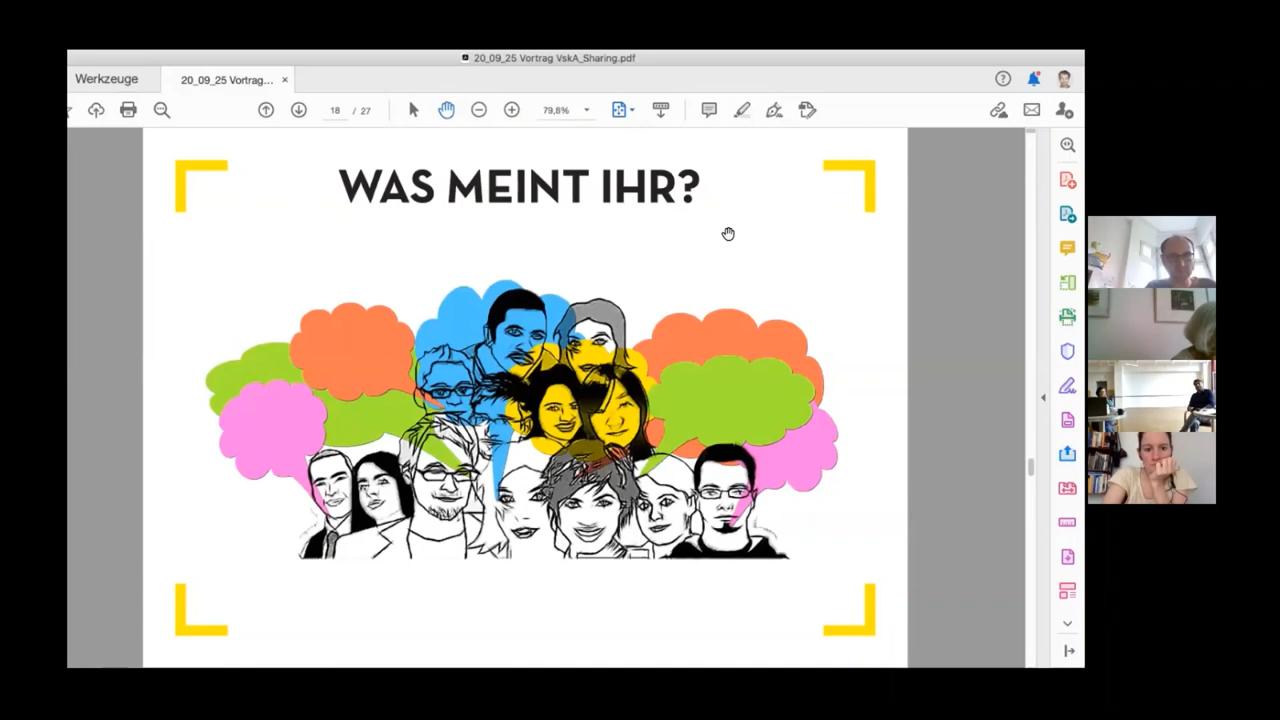 20_09_25 Vortrag VskA_Sharing.pdf
Werkzeuge
20_09_25 Vortrag... ×
18 / 27
79,8%
WAS MEINT IHR?